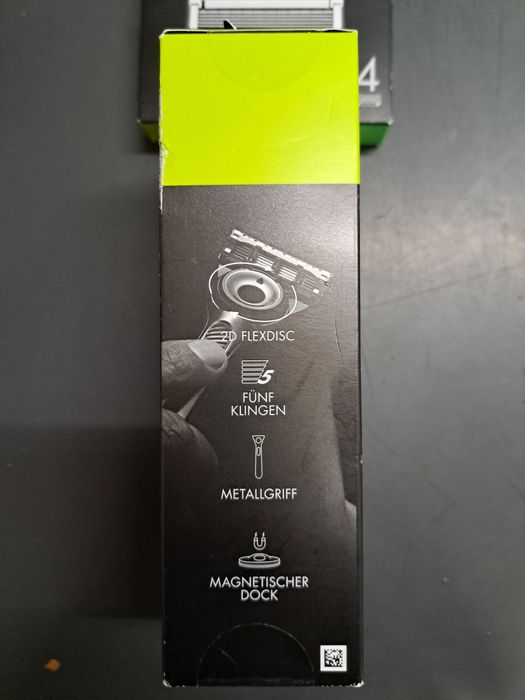 4
2D FLEXDISC
5
FÜNF
KLINGEN
METALLGRIFF
MAGNETISCHER
DOCK